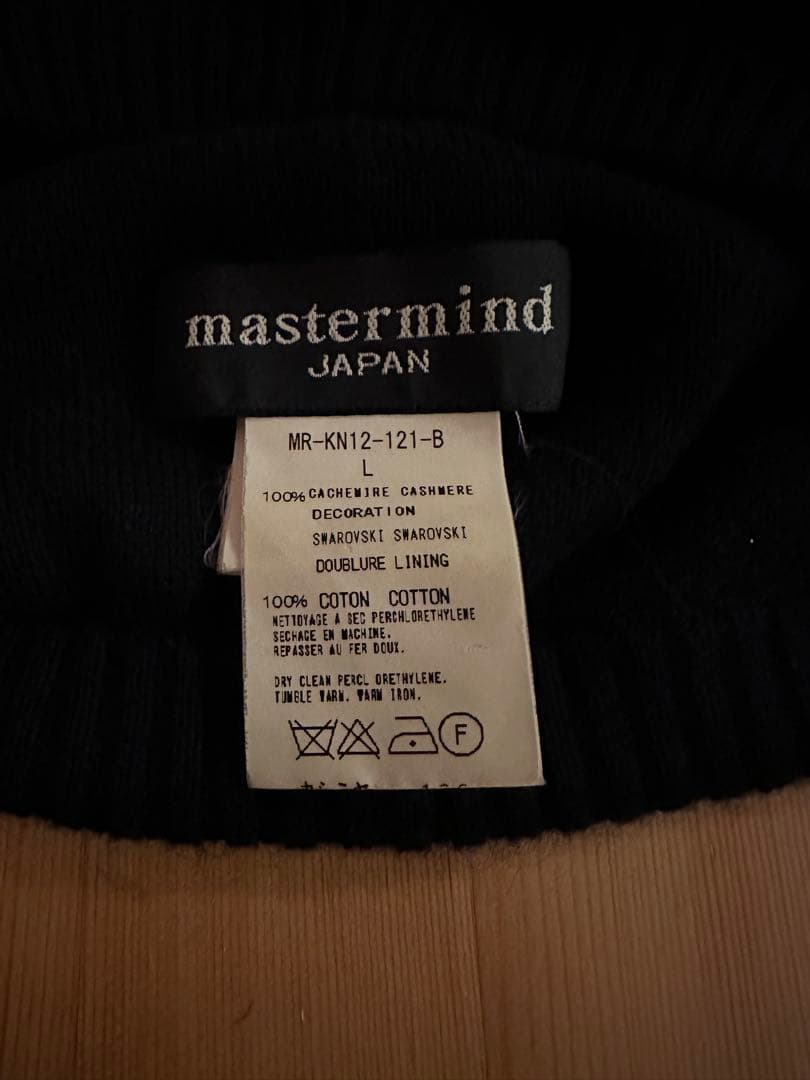 mastermind
JAPAN
MR-KN12-121-B
L
100% CACHEMIRE CASHMERE
DECORATION
SWAROVSKI SWAROVSKI
DOUBLURE LINING
100% COTON COTTON
NETTOYAGE A SEC PERCHLORETHYLENE
SECHAGE EN MACHINE.
REPASSER AU FER DOUX.
DRY CLEAN PERCL ORETHYLENE.
TUMBLE WARM. WARM IRON.
F